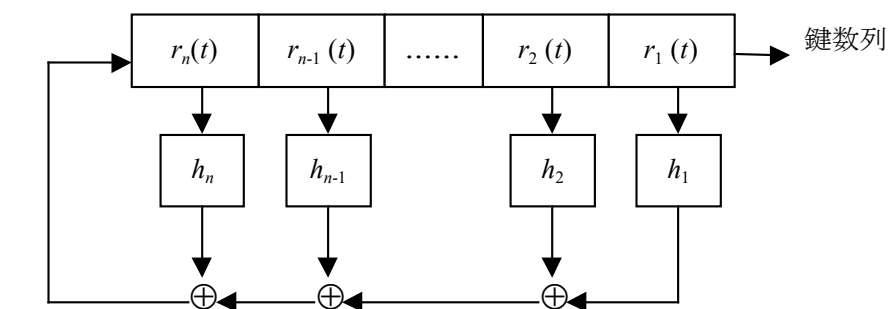 rₙ(t) rₙ₋₁ (t) …… r₂ (t) r₁ (t) 鍵数列
hₙ hₙ₋₁ h₂ h₁
⊕ ⊕ ⊕